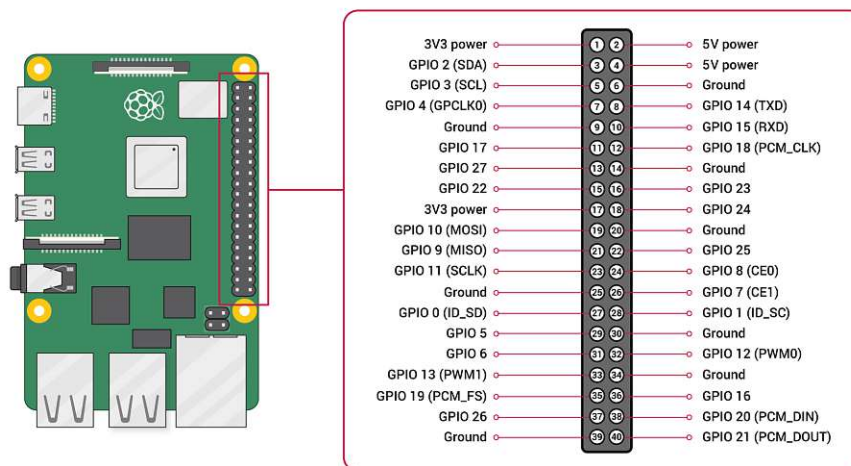 3V3 power 1 2 5V power
GPIO 2 (SDA) 3 4 5V power
GPIO 3 (SCL) 5 6 Ground
GPIO 4 (GPCLK0) 7 8 GPIO 14 (TXD)
Ground 9 10 GPIO 15 (RXD)
GPIO 17 11 12 GPIO 18 (PCM_CLK)
GPIO 27 13 14 Ground
GPIO 22 15 16 GPIO 23
3V3 power 17 18 GPIO 24
GPIO 10 (MOSI) 19 20 Ground
GPIO 9 (MISO) 21 22 GPIO 25
GPIO 11 (SCLK) 23 24 GPIO 8 (CE0)
Ground 25 26 GPIO 7 (CE1)
GPIO 0 (ID_SD) 27 28 GPIO 1 (ID_SC)
GPIO 5 29 30 Ground
GPIO 6 31 32 GPIO 12 (PWM0)
GPIO 13 (PWM1) 33 34 Ground
GPIO 19 (PCM_FS) 35 36 GPIO 16
GPIO 26 37 38 GPIO 20 (PCM_DIN)
Ground 39 40 GPIO 21 (PCM_DOUT)